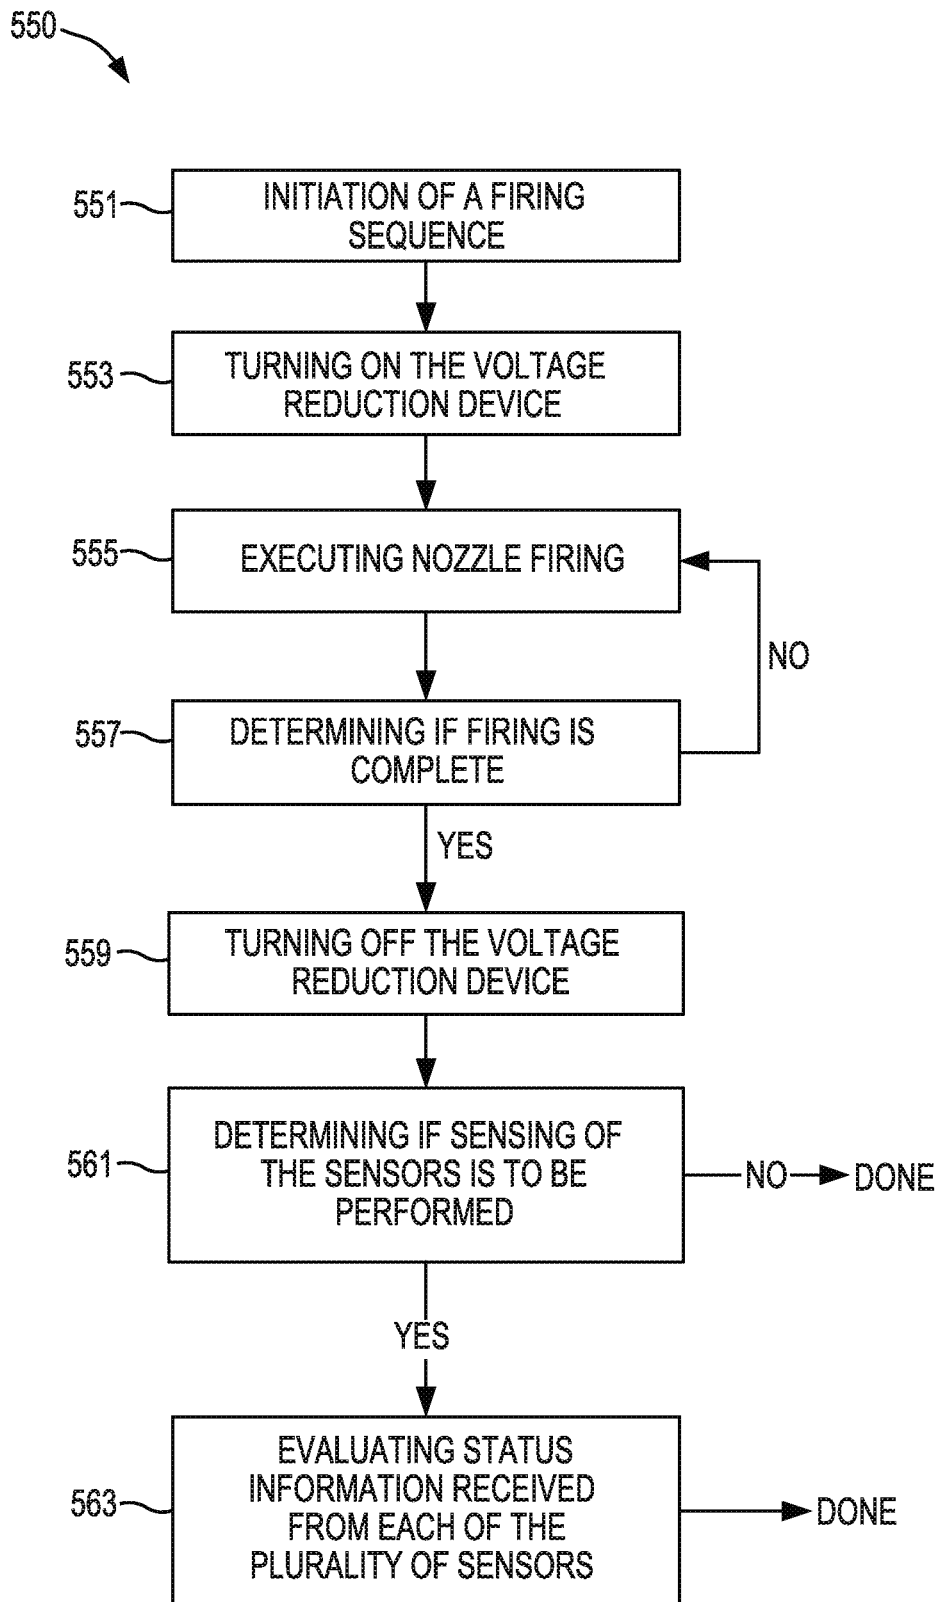 550
551
INITIATION OF A FIRING
SEQUENCE
553
TURNING ON THE VOLTAGE
REDUCTION DEVICE
555
EXECUTING NOZZLE FIRING
NO
557
DETERMINING IF FIRING IS
COMPLETE
YES
559
TURNING OFF THE VOLTAGE
REDUCTION DEVICE
561
DETERMINING IF SENSING OF
THE SENSORS IS TO BE
PERFORMED
NO
DONE
YES
563
EVALUATING STATUS
INFORMATION RECEIVED
FROM EACH OF THE
PLURALITY OF SENSORS
DONE